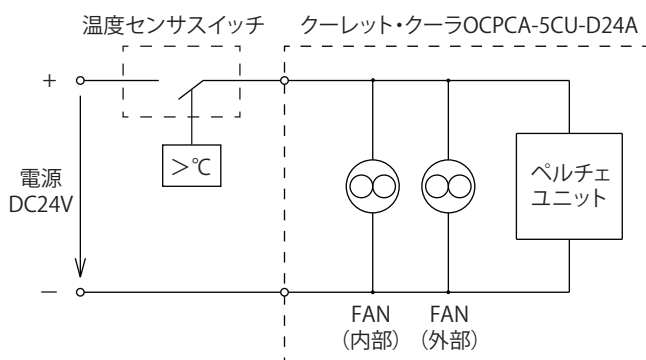 温度センサスイッチ
クーレット・クーラOCPCA-5CU-D24A
+
>℃
電源
DC24V
ペルチェ
ユニット
−
FAN
(内部)
FAN
(外部)